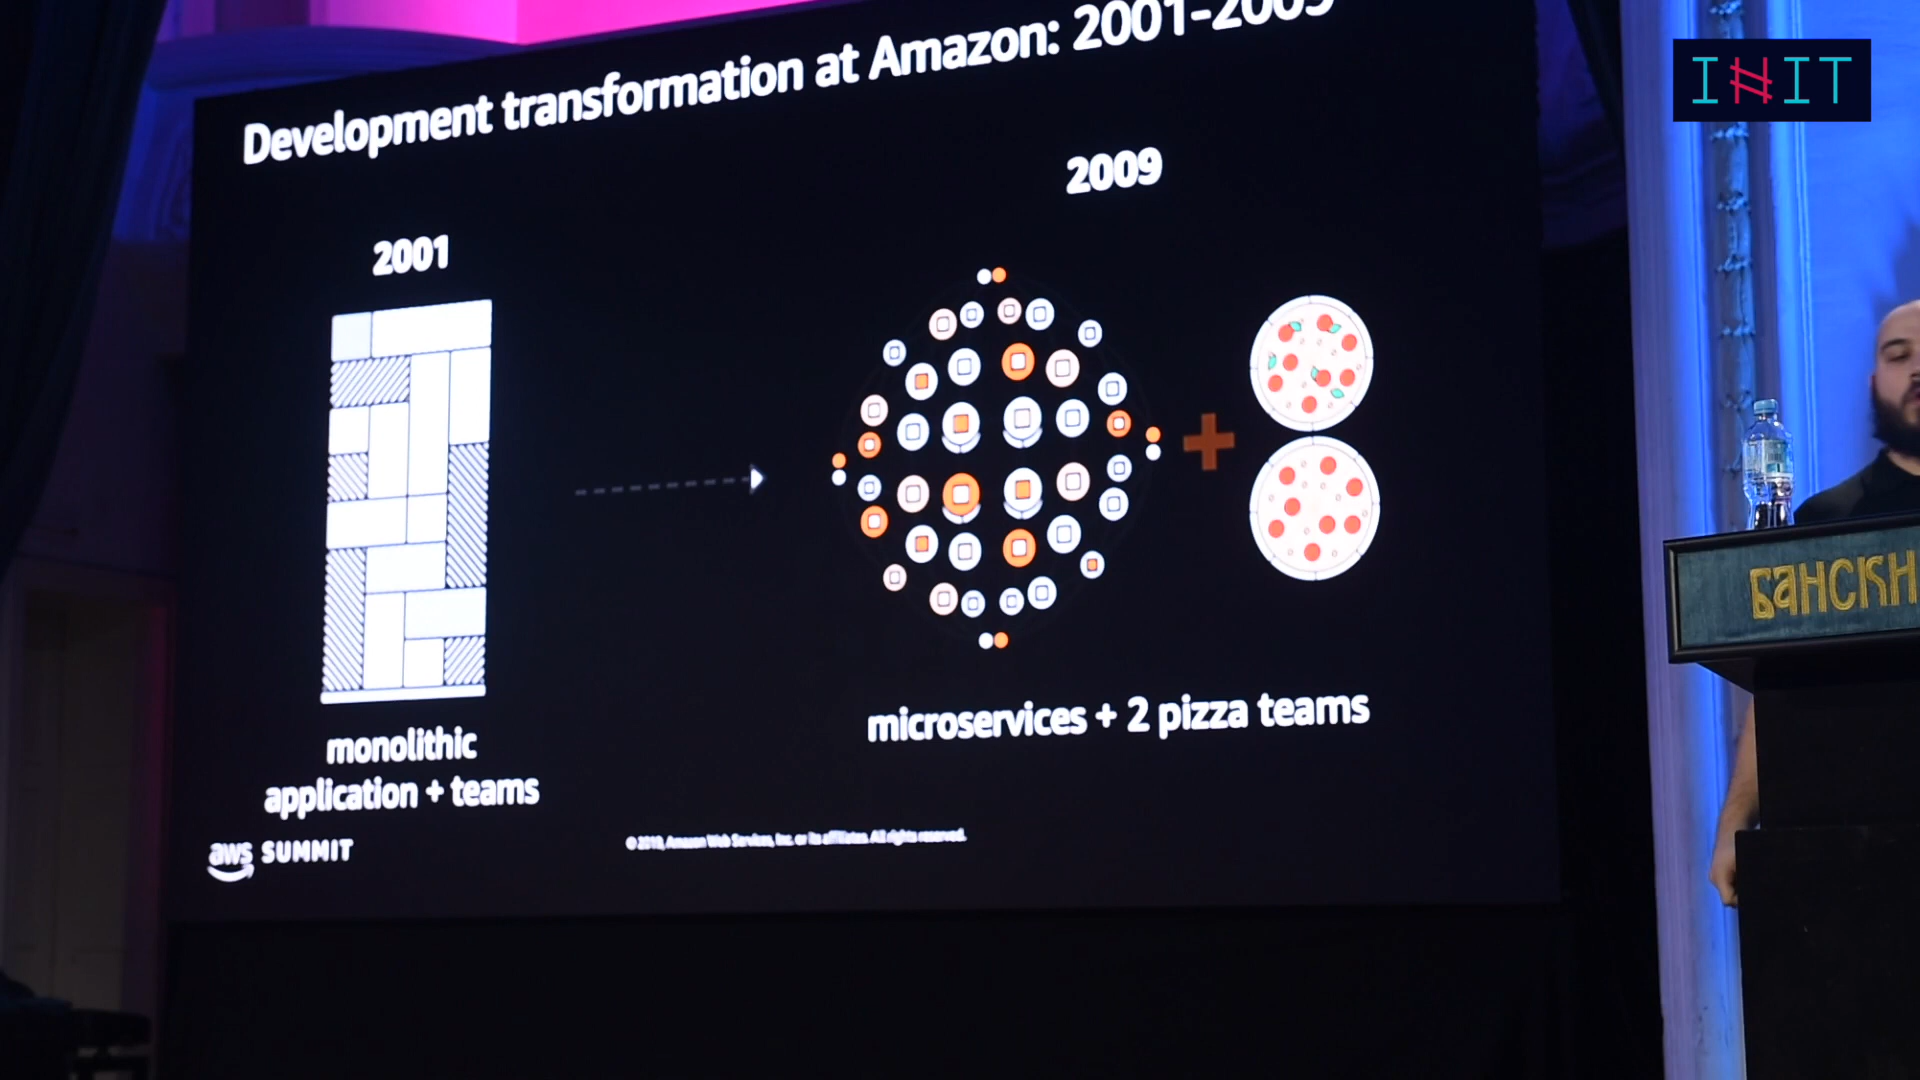 Development transformation at Amazon: 2001-2009
INIT
2009
2001
microservices + 2 pizza teams
monolithic
application + teams
aws SUMMIT
© 2019, Amazon Web Services, Inc. or its affiliates. All rights reserved.
БАНСКИ